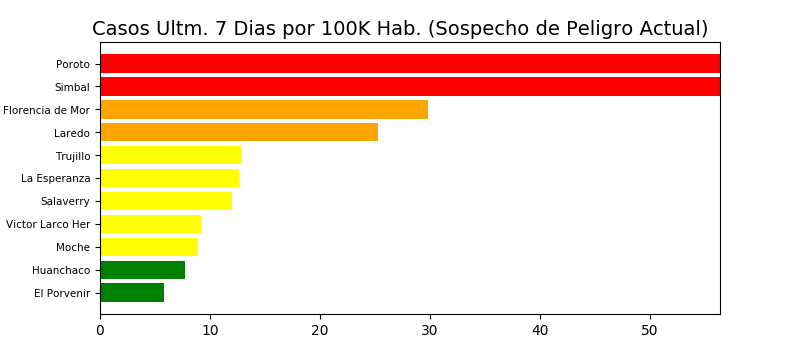 Casos Ultm. 7 Dias por 100K Hab. (Sospecho de Peligro Actual)
Poroto
Simbal
Florencia de Mor
Laredo
Trujillo
La Esperanza
Salaverry
Victor Larco Her
Moche
Huanchaco
El Porvenir
0 10 20 30 40 50